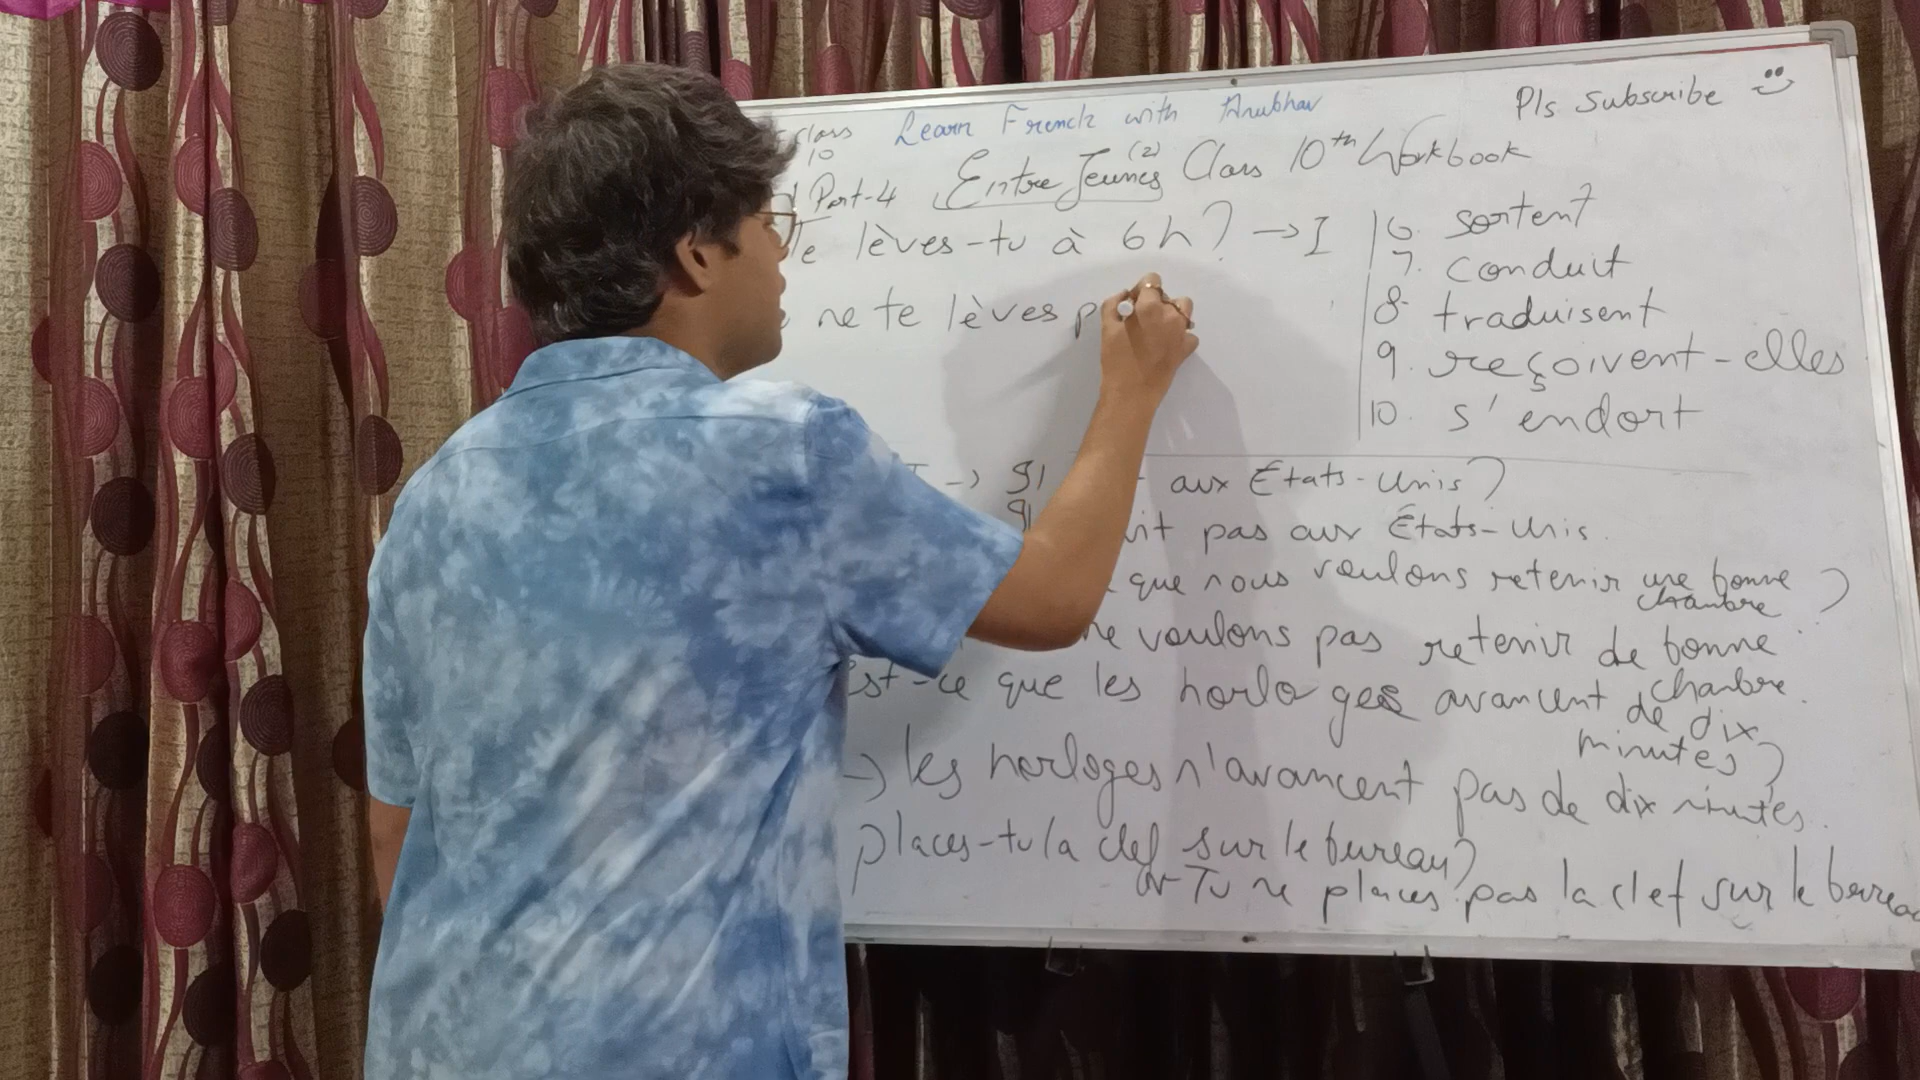 class Learn French with Anubhav
10
Pls Subscribe
Part-4 Entre Jeunes (2) Class 10th Workbook
Te lèves-tu à 6h? → I
ne te lèves p
6. sortent
7. conduit
8. traduisent
9. reçoivent-elles
10. s'endort
→ aux États-Unis?
pas aux États-Unis.
que nous voulons retenir une bonne chambre?
ne voulons pas retenir de bonne chambre.
Est-ce que les horloges avancent de dix minutes?
→ les horloges n'avancent pas de dix minutes.
places-tu la clef sur le bureau?
Tu ne places pas la clef sur le bureau